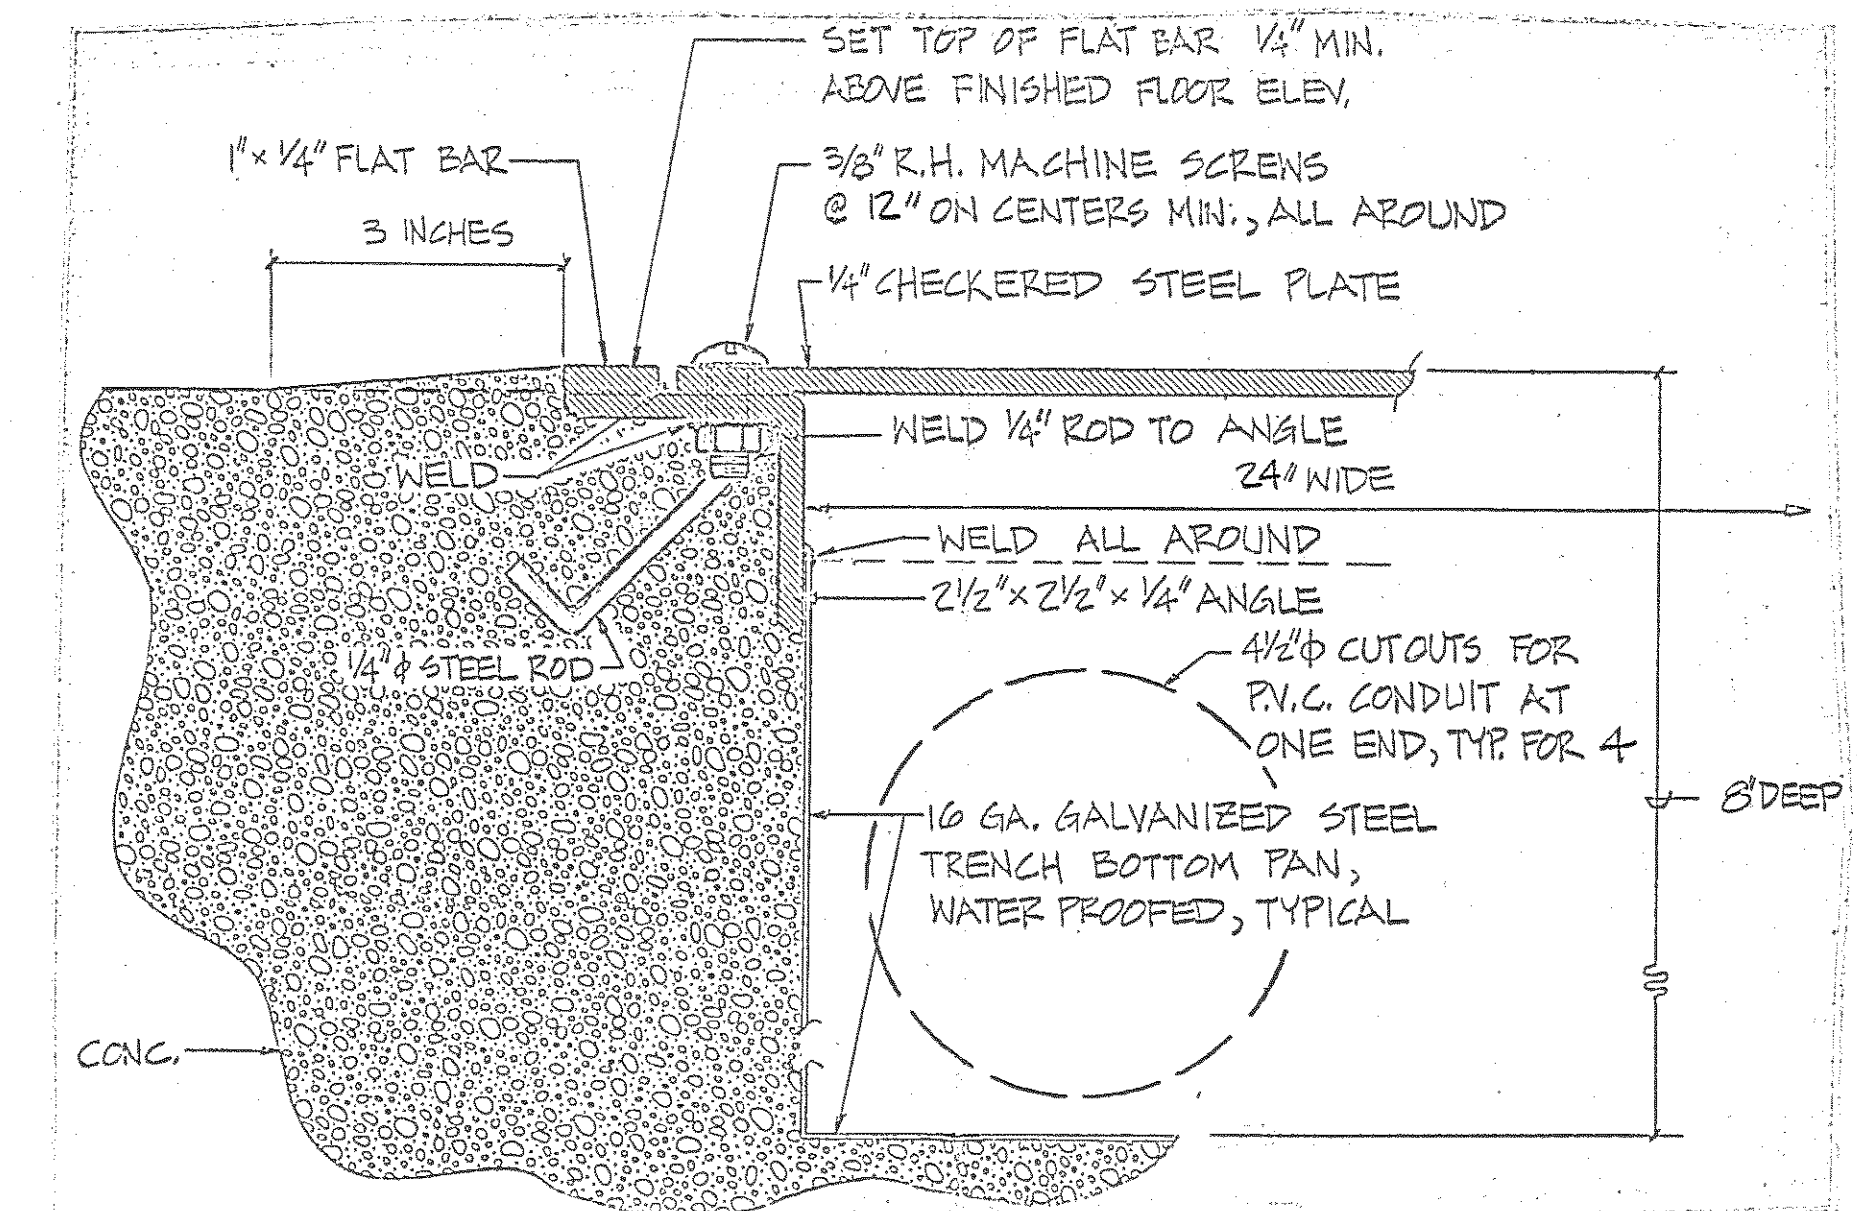 SET TOP OF FLAT BAR 1/4" MIN.
ABOVE FINISHED FLOOR ELEV.
1" × 1/4" FLAT BAR
3/8" R.H. MACHINE SCREWS
@ 12" ON CENTERS MIN., ALL AROUND
3 INCHES
1/4" CHECKERED STEEL PLATE
WELD 1/4" ROD TO ANGLE
WELD
24" WIDE
WELD ALL AROUND
2 1/2" × 2 1/2" × 1/4" ANGLE
1/4" ϕ STEEL ROD
4 1/2" ϕ CUTOUTS FOR
P.V.C. CONDUIT AT
ONE END, TYP. FOR 4
8" DEEP
16 GA. GALVANIZED STEEL
TRENCH BOTTOM PAN,
WATER PROOFED, TYPICAL
CONC.